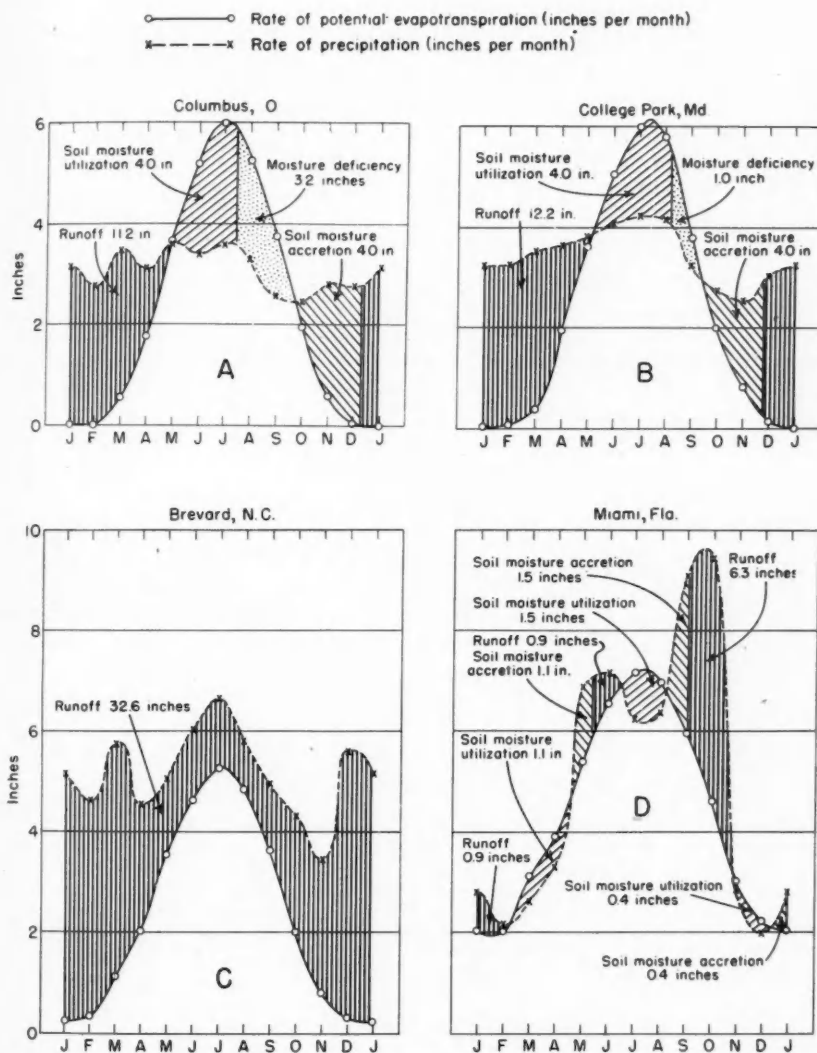 Rate of potential evapotranspiration (inches per month)
Rate of precipitation (inches per month)
Columbus, O
6
4
2
0
Inches
Soil moisture
utilization 4.0 in
Moisture deficiency
3.2 inches
Runoff 11.2 in
Soil moisture
accretion 4.0 in
A
J F M A M J J A S O N D J
College Park, Md
Soil moisture
utilization 4.0 in.
Moisture deficiency
1.0 inch
Runoff 12.2 in.
Soil moisture
accretion 4.0 in
B
J F M A M J J A S O N D J
Brevard, N.C.
10
8
6
4
2
0
Inches
Runoff 32.6 inches
C
J F M A M J J A S O N D J
Miami, Fla.
Soil moisture accretion
1.5 inches
Runoff
6.3 inches
Soil moisture utilization
1.5 inches
Runoff 0.9 inches
Soil moisture
accretion 1.1 in.
Soil moisture
utilization 1.1 in
D
Runoff
0.9 inches
Soil moisture utilization
0.4 inches
Soil moisture accretion
0.4 inches
J F M A M J J A S O N D J